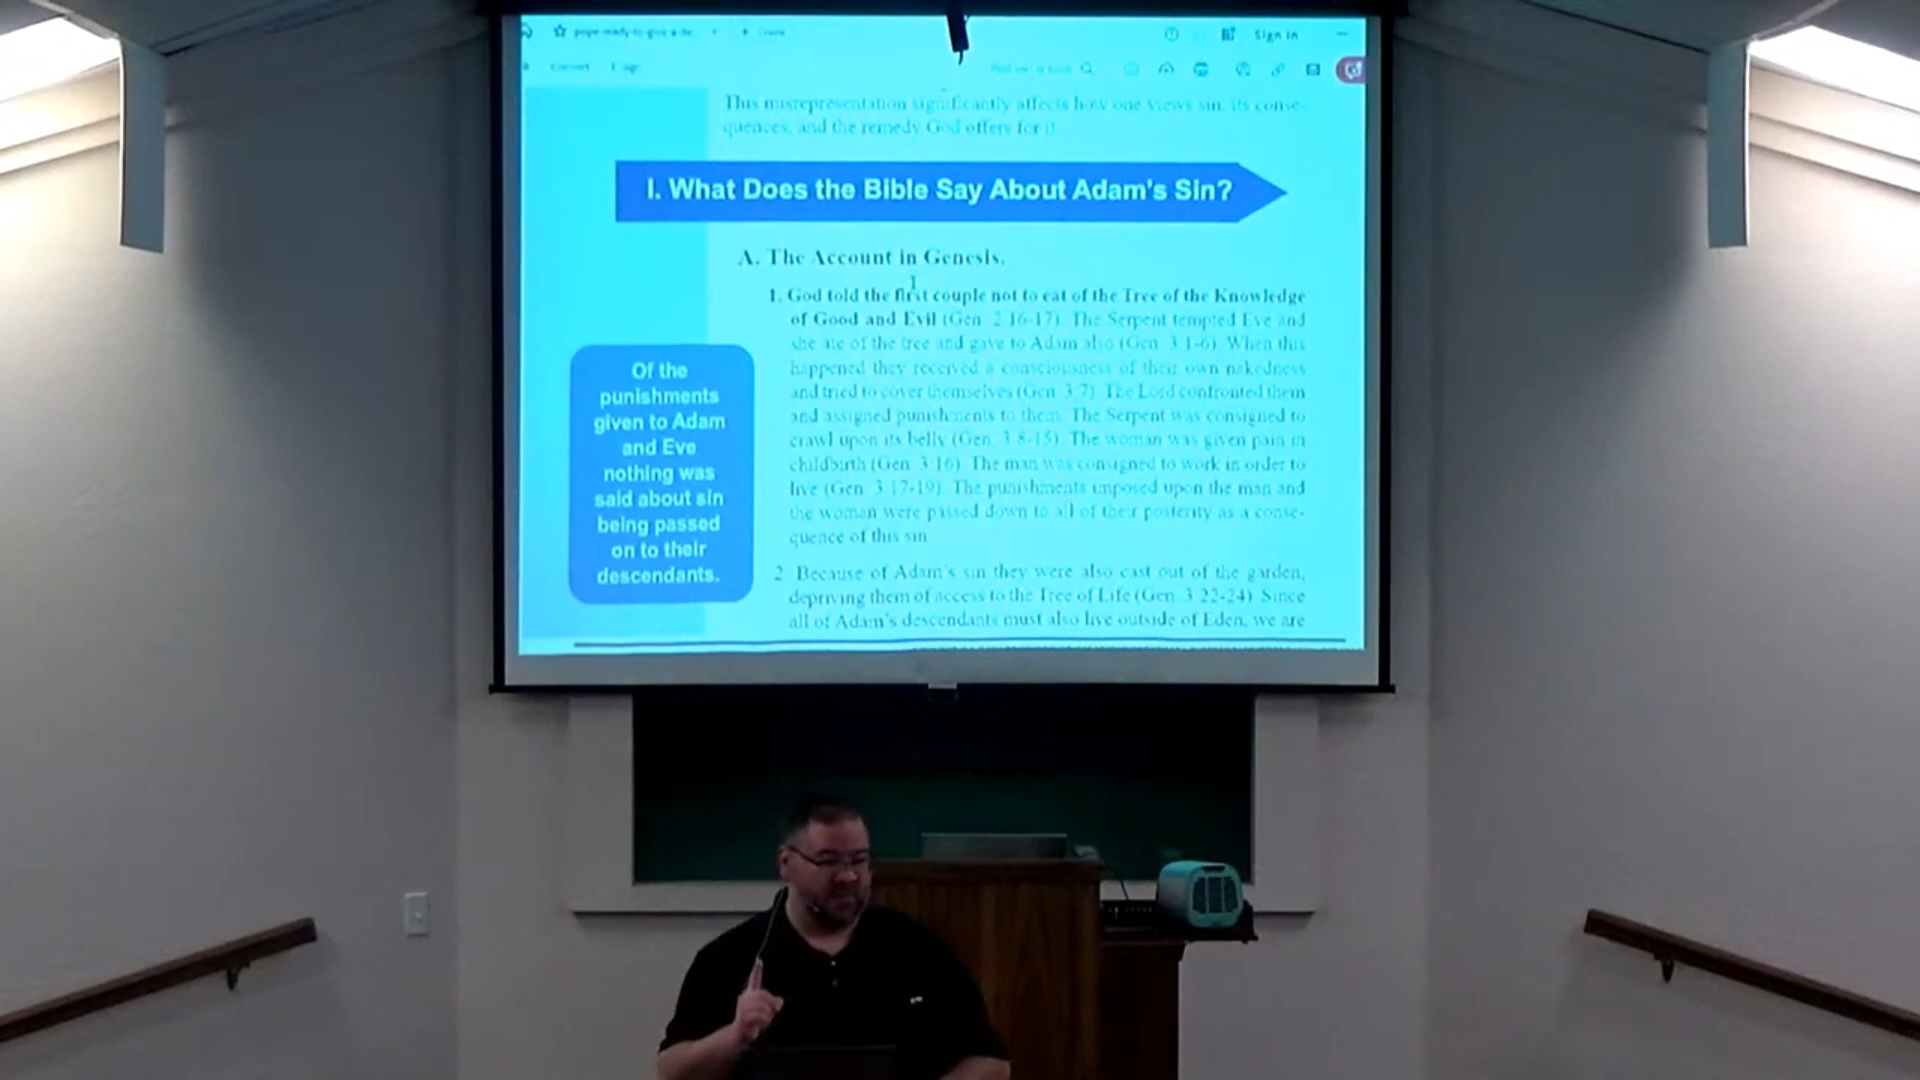 pope-ready-to-give-a-de
Sign in
Convert
This misrepresentation significantly affects how one views sin, its conse-
quences, and the remedy God offers for it
I. What Does the Bible Say About Adam's Sin?
A. The Account in Genesis.
1. God told the first couple not to eat of the Tree of the Knowledge
of Good and Evil (Gen. 2:16-17). The Serpent tempted Eve and
she ate of the tree and gave to Adam also (Gen. 3:1-6). When this
happened they received a consciousness of their own nakedness
and tried to cover themselves (Gen. 3:7). The Lord confronted them
and assigned punishments to them. The Serpent was consigned to
crawl upon its belly (Gen. 3:8-15). The woman was given pain in
childbirth (Gen. 3:16). The man was consigned to work in order to
live (Gen. 3:17-19). The punishments imposed upon the man and
the woman were passed down to all of their posterity as a conse-
quence of this sin
2. Because of Adam's sin they were also cast out of the garden,
depriving them of access to the Tree of Life (Gen. 3:22-24). Since
all of Adam's descendants must also live outside of Eden, we are
Of the
punishments
given to Adam
and Eve
nothing was
said about sin
being passed
on to their
descendants.